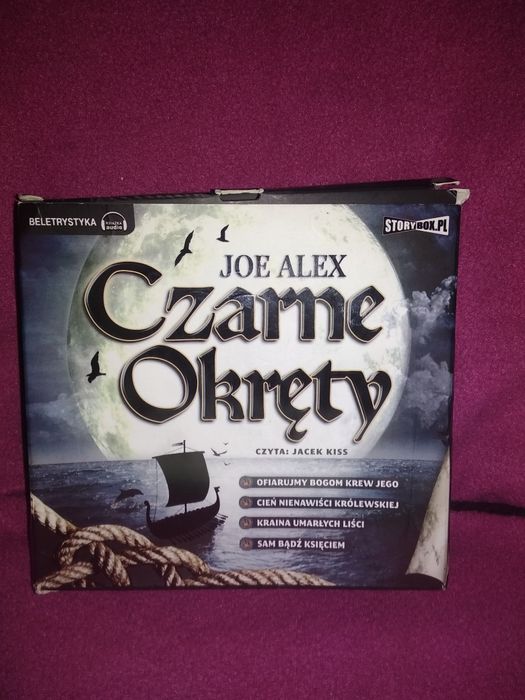 BELETRYSTYKA
KSIĄŻKA
audio
STORYBOX.PL
JOE ALEX
Czarne
Okręty
CZYTA: JACEK KISS
OFIARUJMY BOGOM KREW JEGO
CIEŃ NIENAWIŚCI KRÓLEWSKIEJ
KRAINA UMARŁYCH LIŚCI
SAM BĄDŹ KSIĘCIEM